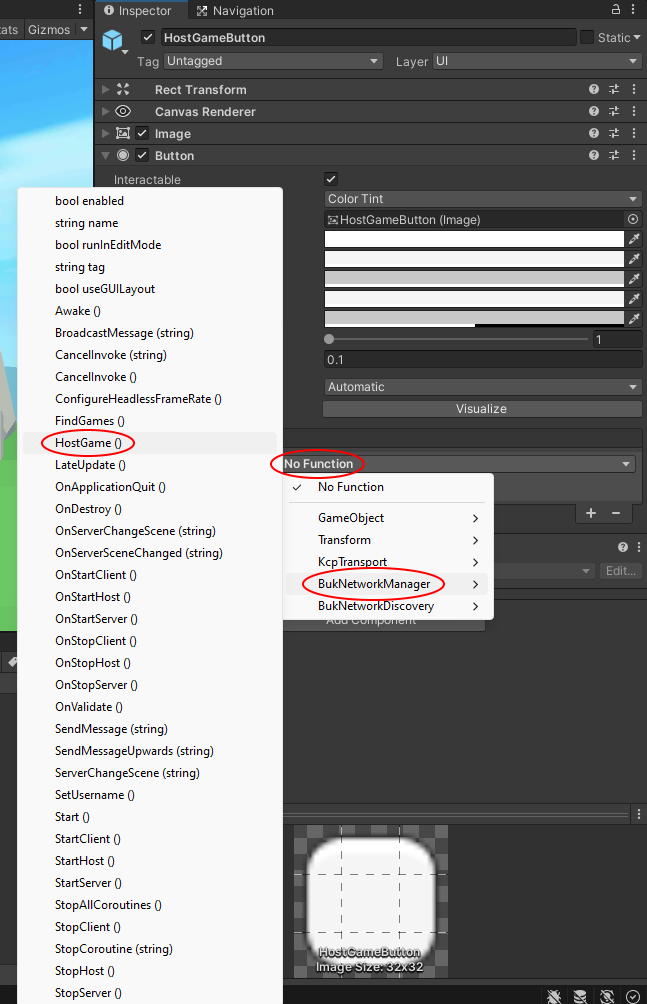 Inspector
Navigation
tats Gizmos
HostGameButton
Static
Tag Untagged Layer UI
Rect Transform
Canvas Renderer
Image
Button
Interactable
Color Tint
HostGameButton (Image)
1
0.1
Automatic
Visualize
No Function
No Function
GameObject
Transform
KcpTransport
BukNetworkManager
BukNetworkDiscovery
Edit...
Add Component
bool enabled
string name
bool runInEditMode
string tag
bool useGUILayout
Awake ()
BroadcastMessage (string)
CancelInvoke (string)
CancelInvoke ()
ConfigureHeadlessFrameRate ()
FindGames ()
HostGame ()
LateUpdate ()
OnApplicationQuit ()
OnDestroy ()
OnServerChangeScene (string)
OnServerSceneChanged (string)
OnStartClient ()
OnStartHost ()
OnStartServer ()
OnStopClient ()
OnStopHost ()
OnStopServer ()
OnValidate ()
SendMessage (string)
SendMessageUpwards (string)
ServerChangeScene (string)
SetUsername ()
Start ()
StartClient ()
StartHost ()
StartServer ()
StopAllCoroutines ()
StopClient ()
StopCoroutine (string)
StopHost ()
StopServer ()
HostGameButton
Image Size: 32x32